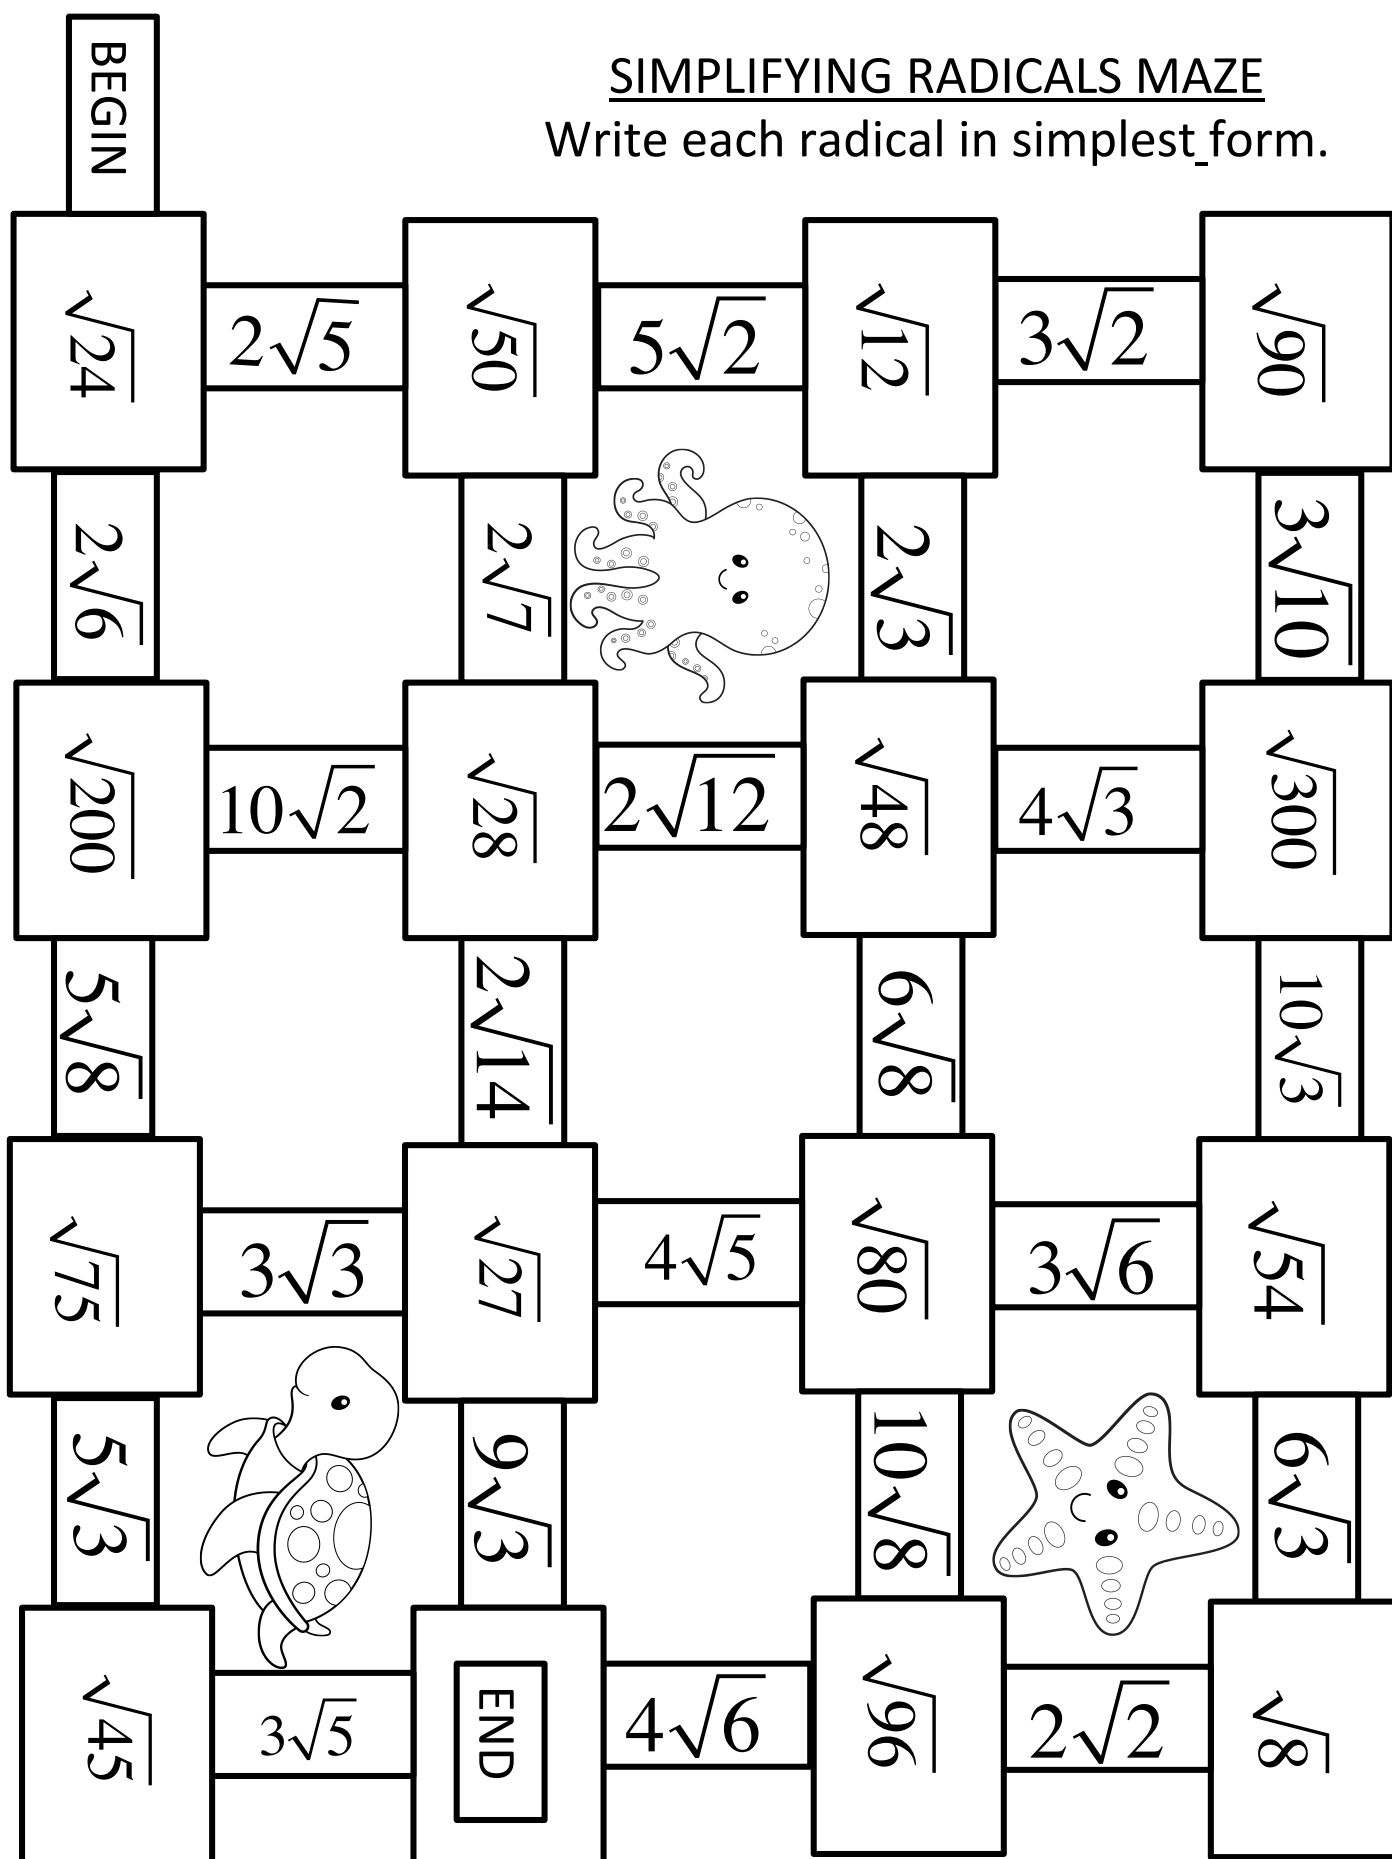 BEGIN
SIMPLIFYING RADICALS MAZE
Write each radical in simplest form.
√24 2√5 √50 5√2 √12 3√2 √90
2√6 2√7 2√3 3√10
√200 10√2 √28 2√12 √48 4√3 √300
5√8 2√14 6√8 10√3
√75 3√3 √27 4√5 √80 3√6 √54
5√3 9√3 10√8 6√3
√45 3√5 END 4√6 √96 2√2 √8